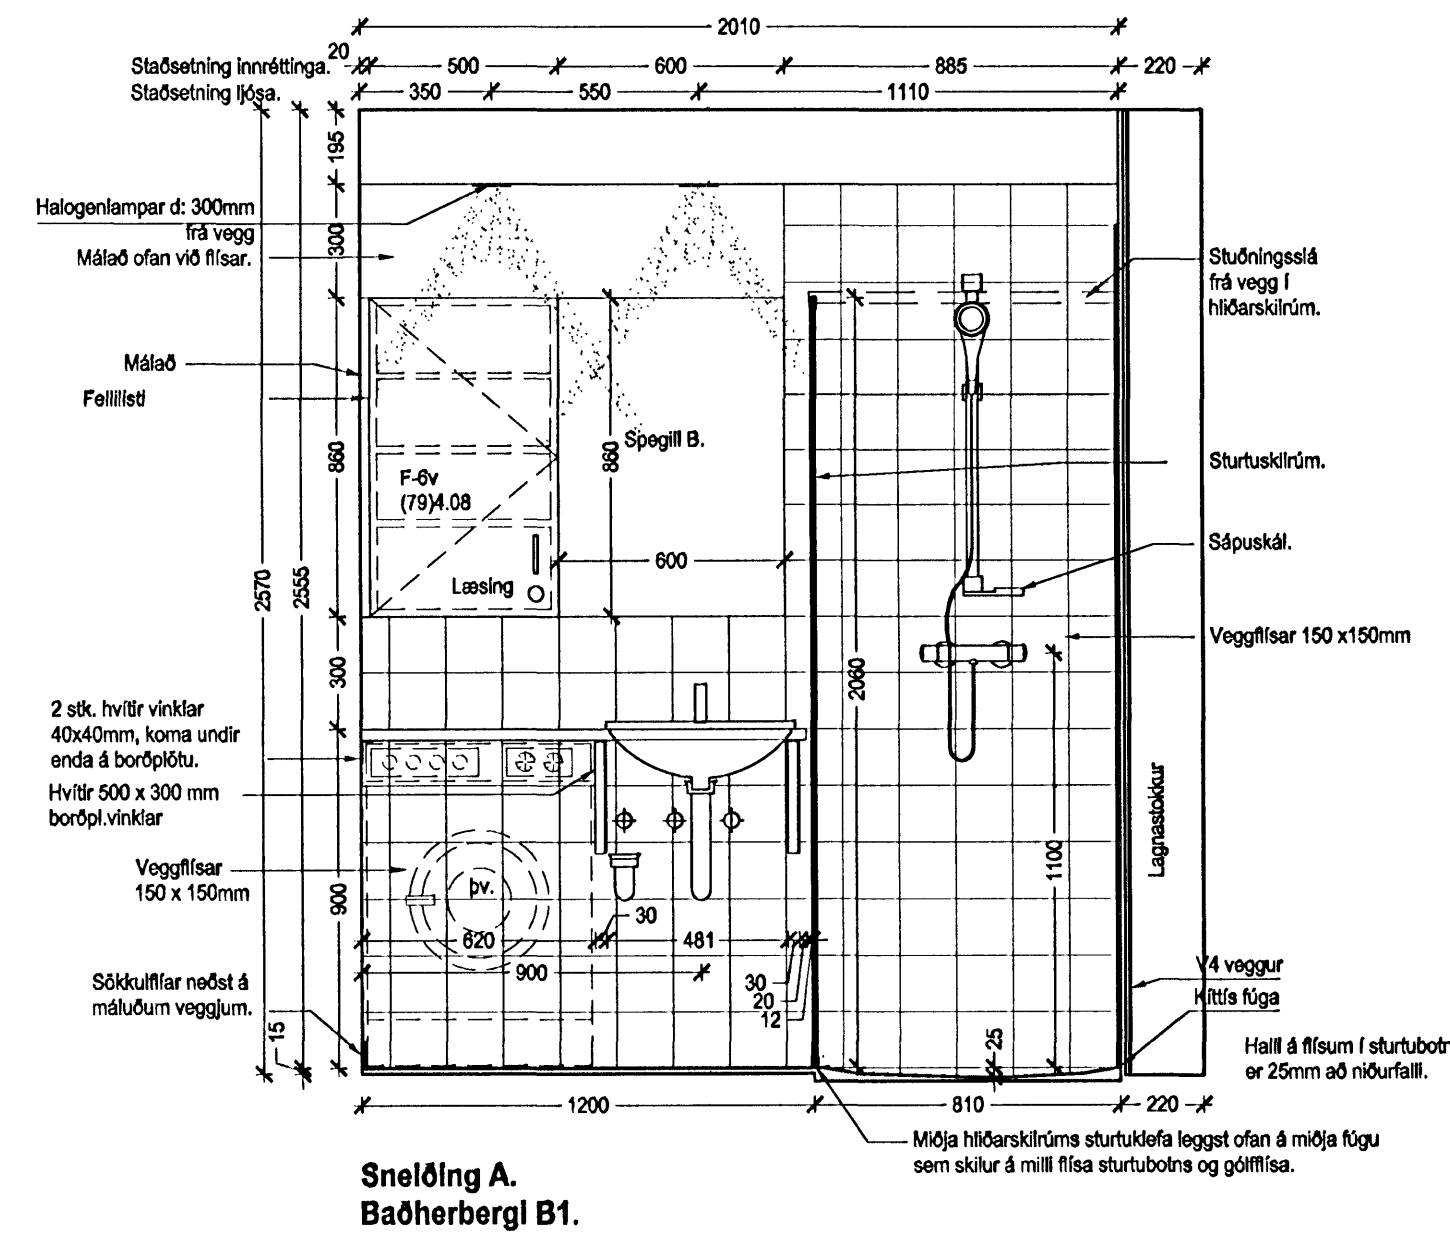 2010
20
Staðsetning innréttinga.
500
600
885
220
Staðsetning ljósa.
350
550
1110
195
Halogenlampar d: 300mm
frá vegg
Málað ofan við flísar.
300
Stuðningsslá
frá vegg í
hliðarskilrúm.
Málað
Fellilisti
860
860
Spegill B.
F-6v
(79)4.08
Sturtuskilrúm.
600
Læsing
Sápuskál.
2570
2555
Veggflísar 150 x150mm
300
2060
2 stk. hvítir vinklar
40x40mm, koma undir
enda á borðplötu.
Hvítir 500 x 300 mm
borðpl.vinklar
Lagnastokkur
1100
Veggflísar
150 x 150mm
þv.
900
30
620
481
900
30
20
12
V4 veggur
Kíttis fúga
Sökkulflíar neðst á
máluðum veggjum.
15
25
Halli á flísum í sturtubotn
er 25mm að niðurfalli.
1200
810
220
Miðja hliðarskilrúms sturtuklefa leggst ofan á miðja fúgu
sem skilur á milli flísa sturtubotns og gólfflísa.
Sneiðing A.
Baðherbergi B1.